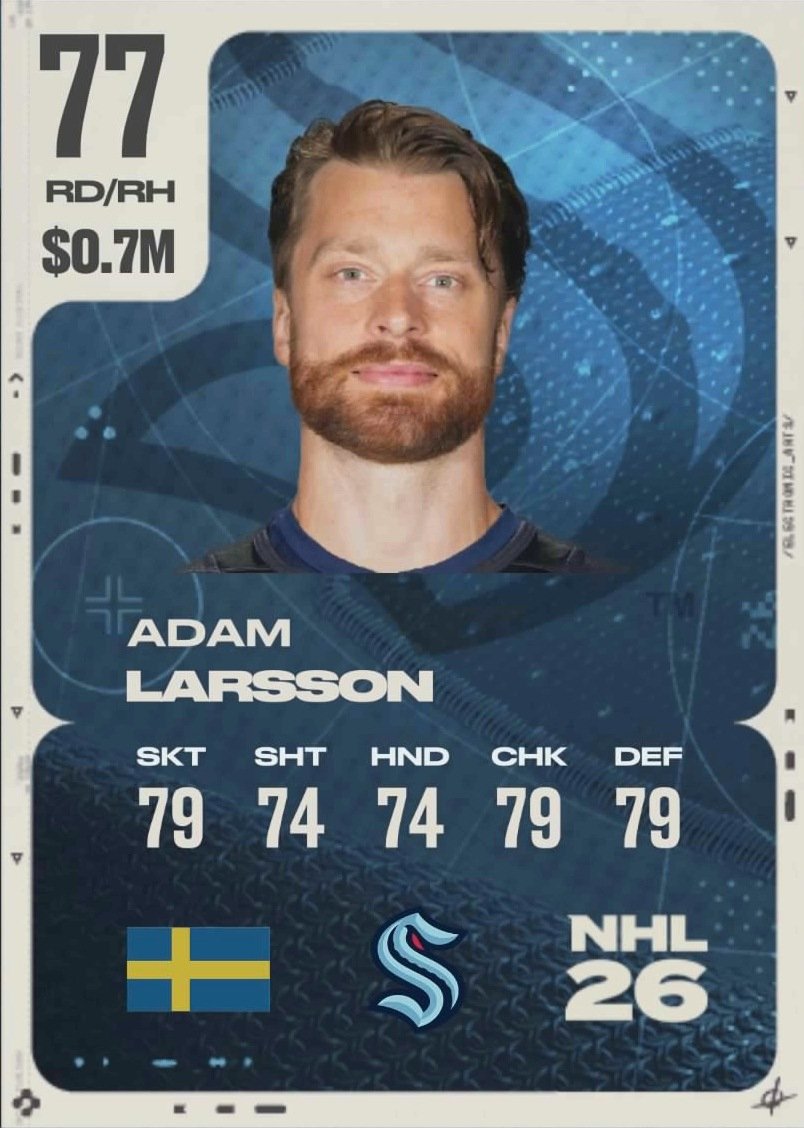 77
RD/RH
$0.7M
TM
ADAM
LARSSON
SKT SHT HND CHK DEF
79 74 74 79 79
NHL
26